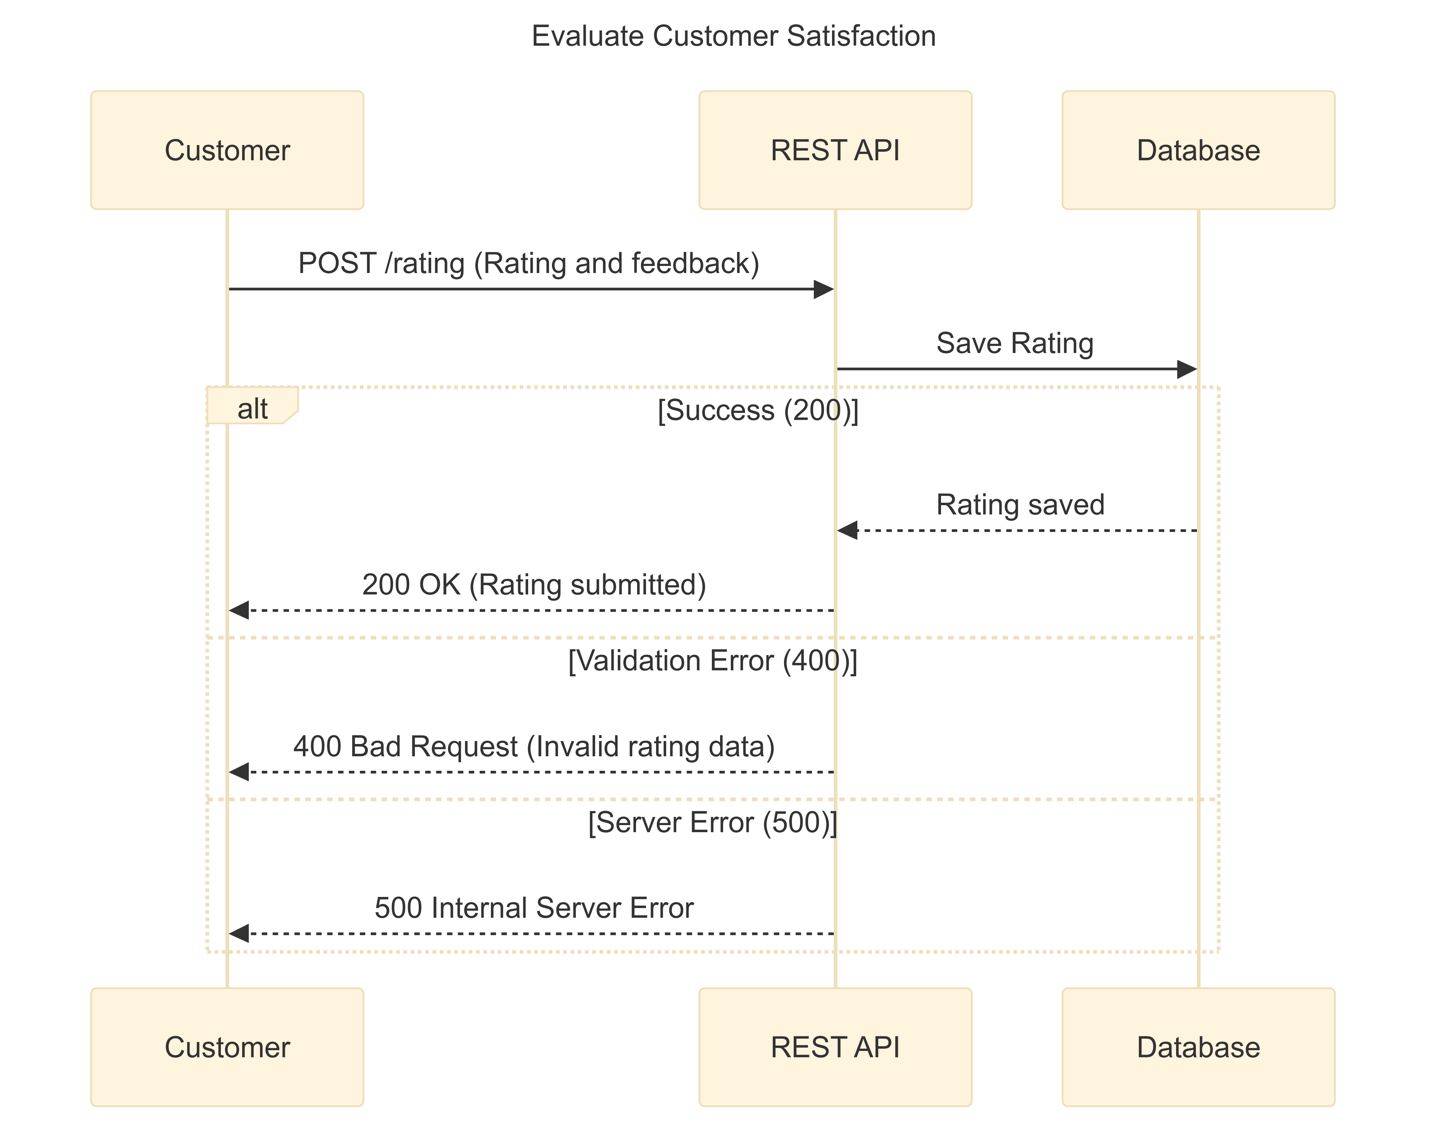 Evaluate Customer Satisfaction
Customer
REST API
Database
POST /rating (Rating and feedback)
Save Rating
alt
[Success (200)]
Rating saved
200 OK (Rating submitted)
[Validation Error (400)]
400 Bad Request (Invalid rating data)
[Server Error (500)]
500 Internal Server Error
Customer
REST API
Database